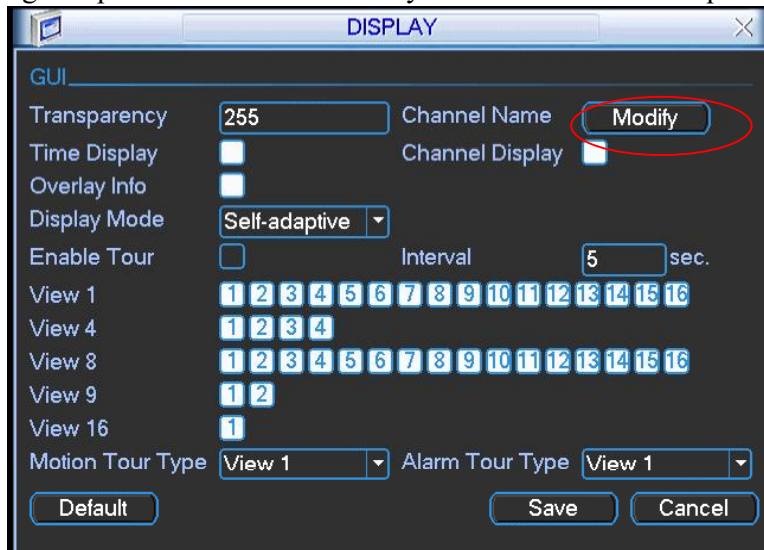 DISPLAY
GUI
Transparency 255 Channel Name Modify
Time Display Channel Display
Overlay Info
Display Mode Self-adaptive
Enable Tour Interval 5 sec.
View 1 1 2 3 4 5 6 7 8 9 10 11 12 13 14 15 16
View 4 1 2 3 4
View 8 1 2 3 4 5 6 7 8 9 10 11 12 13 14 15 16
View 9 1 2
View 16 1
Motion Tour Type View 1 Alarm Tour Type View 1
Default Save Cancel